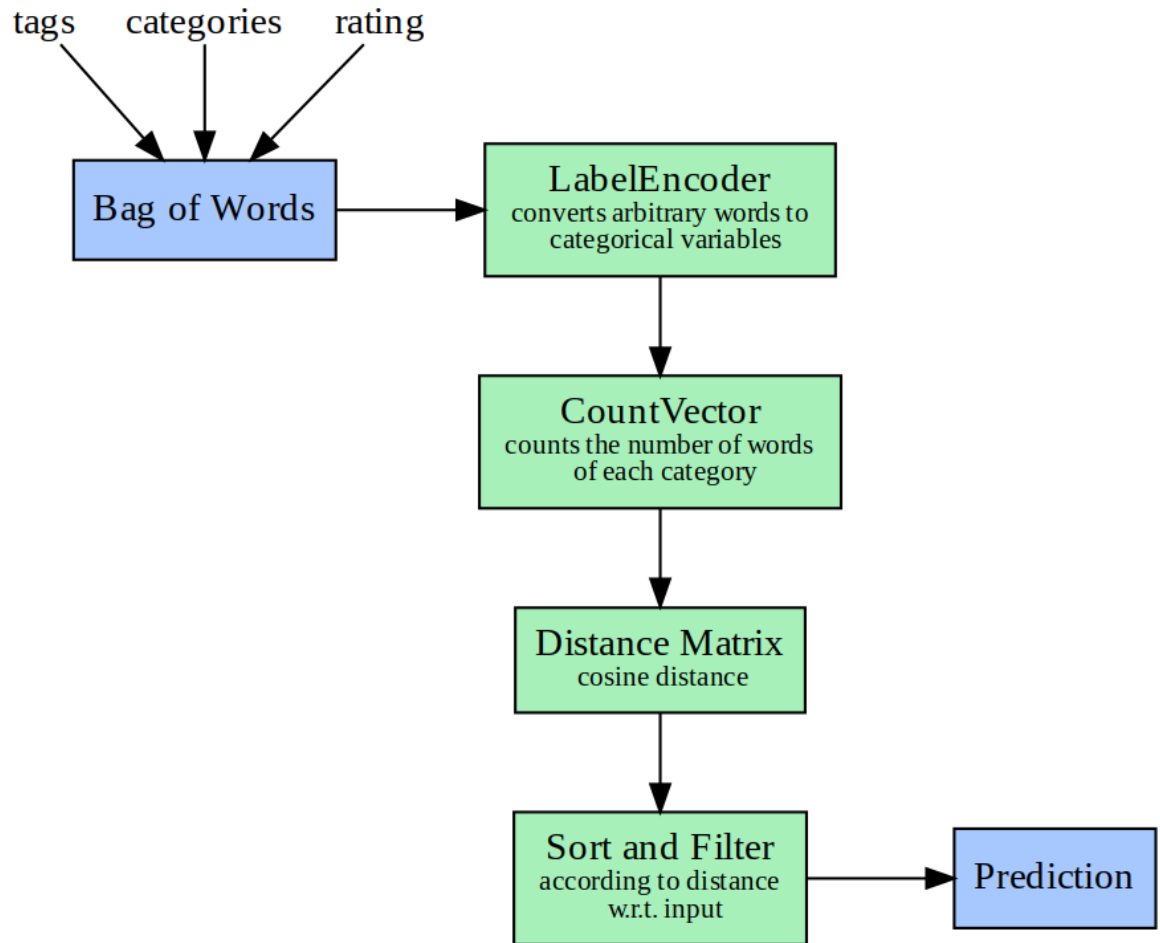 tags categories rating
Bag of Words
LabelEncoder
converts arbitrary words to
categorical variables
CountVector
counts the number of words
of each category
Distance Matrix
cosine distance
Sort and Filter
according to distance
w.r.t. input
Prediction